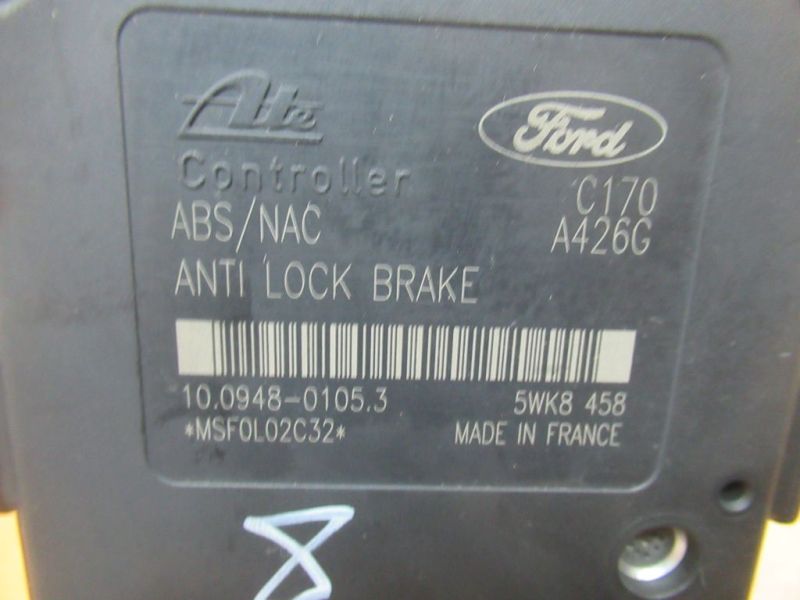 Ate Ford
Controller C170
ABS/NAC A426G
ANTI LOCK BRAKE
10.0948-0105.3 5WK8 458
*MSF0L02C32* MADE IN FRANCE
8